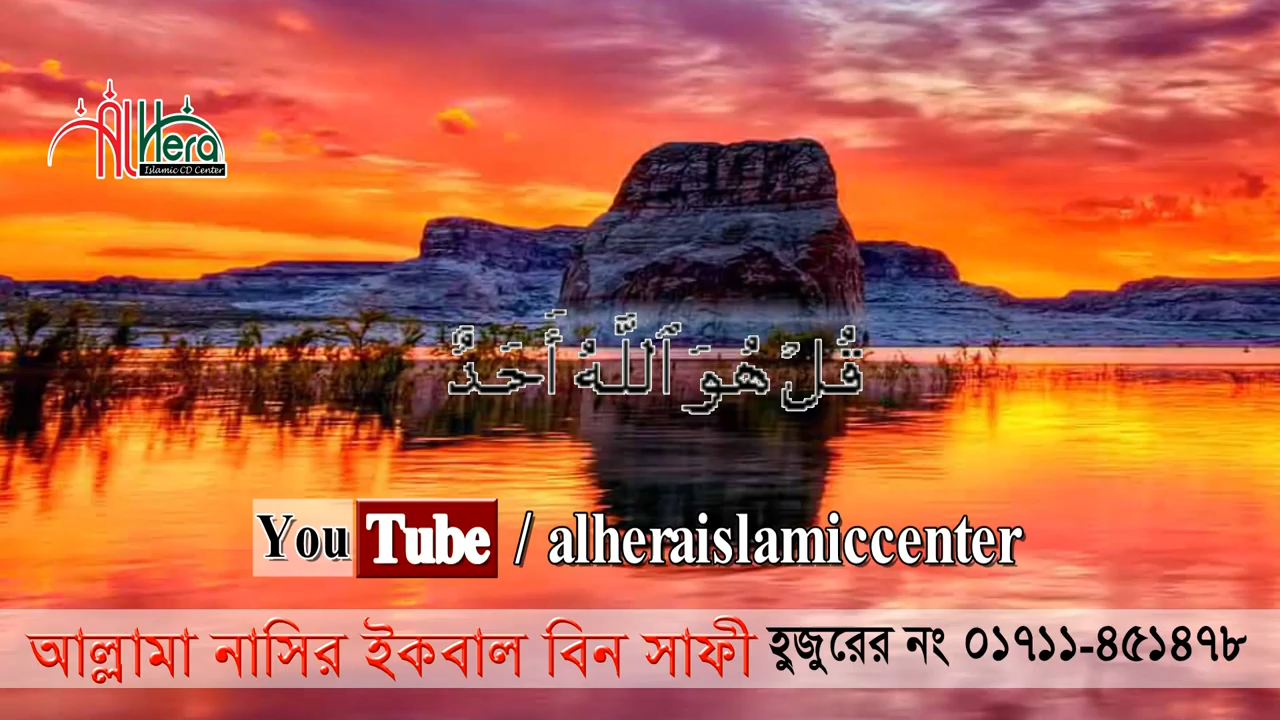 AlHera
Islamic CD Center
قُلْ هُوَ ٱللَّهُ أَحَدٌ
YouTube / alheraislamiccenter
আল্লামা নাসির ইকবাল বিন সাফী হুজুরের নং ০১৭১১-৪৫১৪৭৮